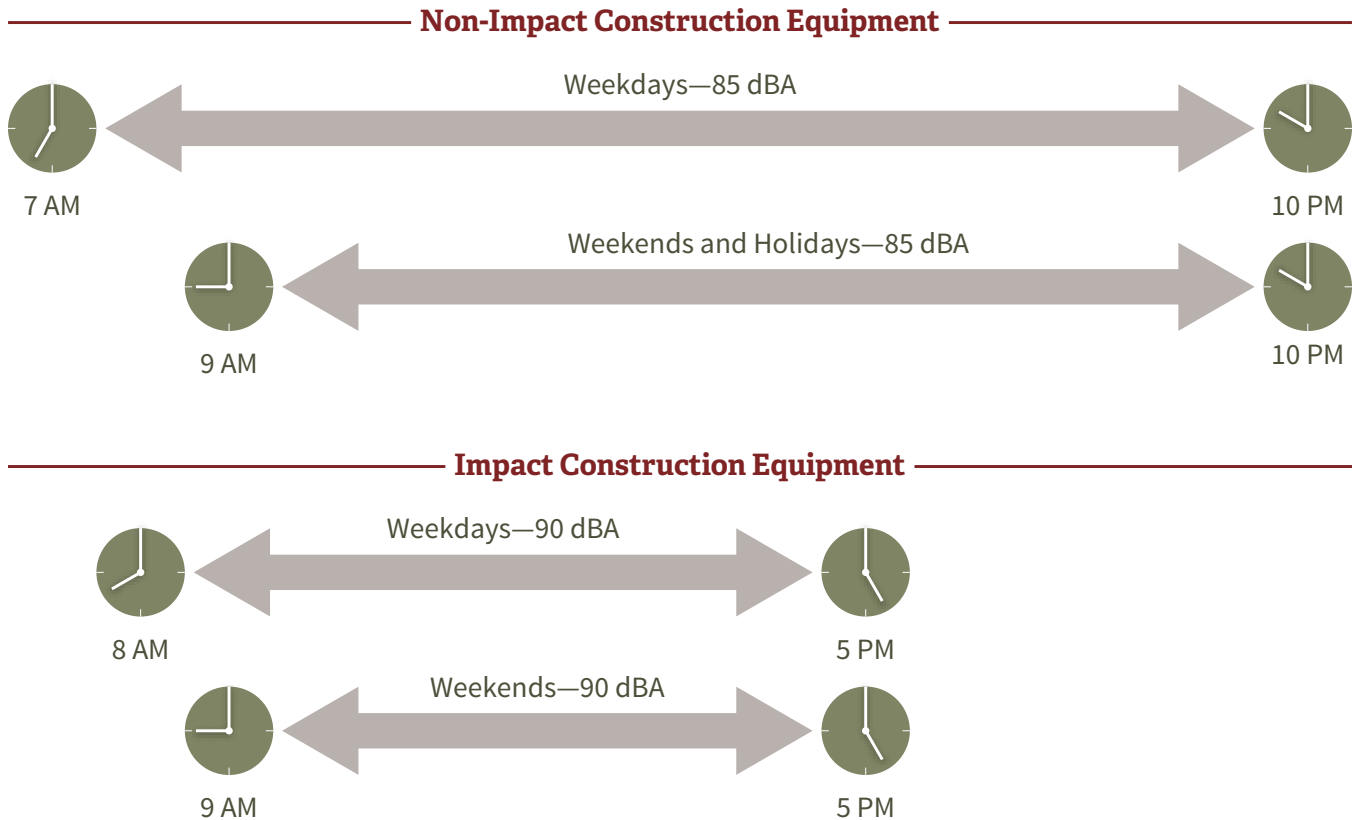 Non-Impact Construction Equipment
Weekdays—85 dBA
7 AM
10 PM
Weekends and Holidays—85 dBA
9 AM
10 PM
Impact Construction Equipment
Weekdays—90 dBA
8 AM
5 PM
Weekends—90 dBA
9 AM
5 PM